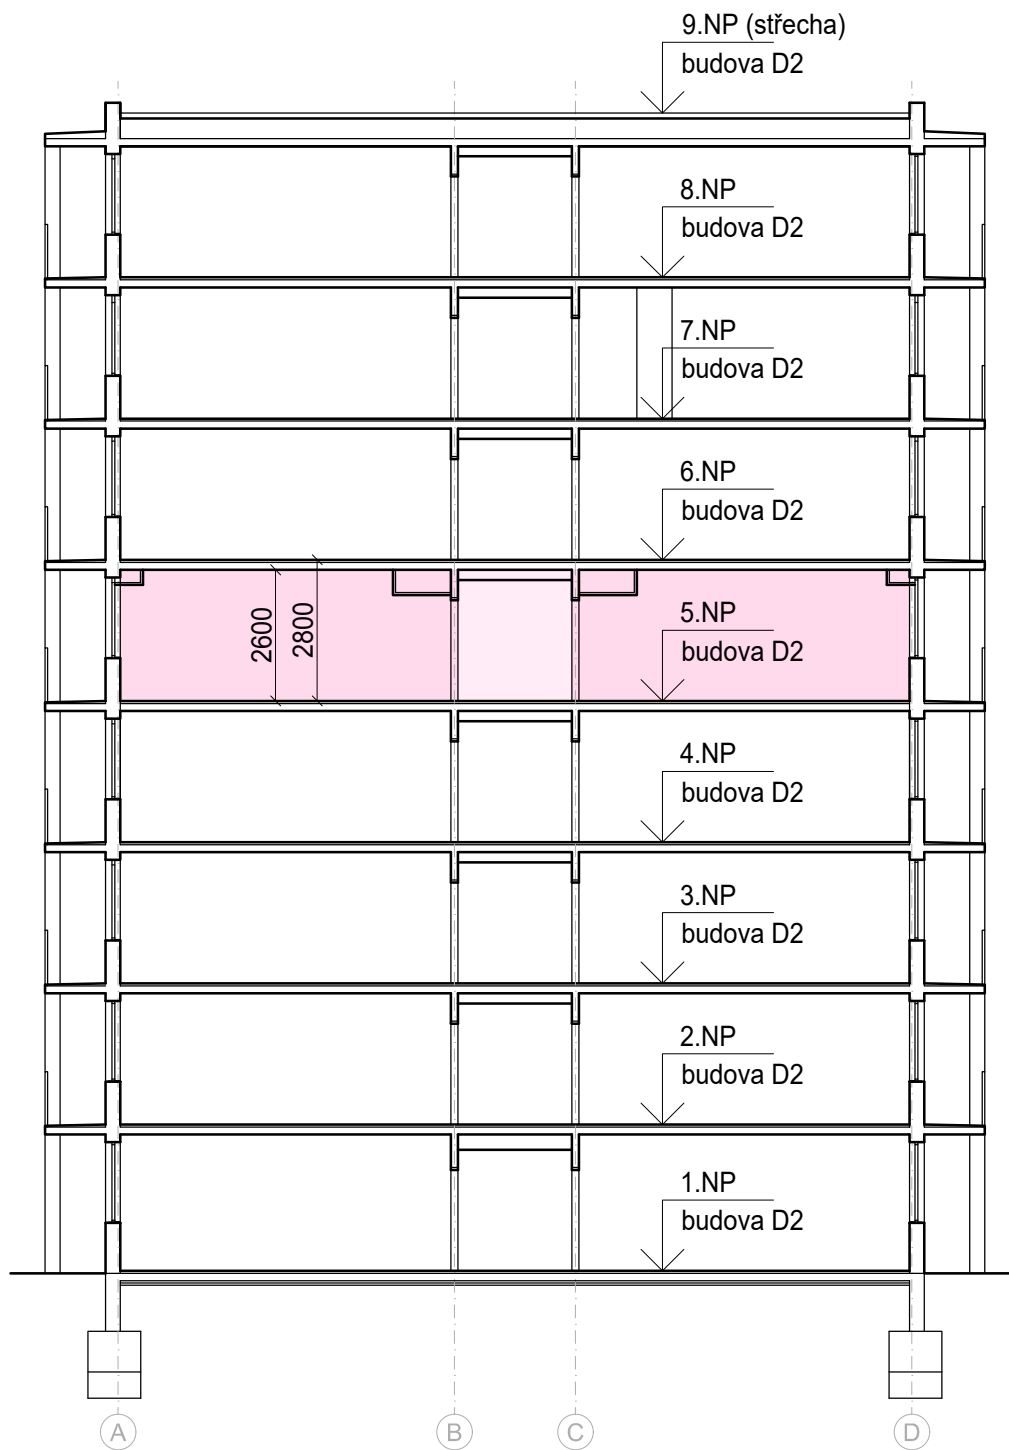 9.NP (střecha)
budova D2
8.NP
budova D2
7.NP
budova D2
6.NP
budova D2
5.NP
budova D2
2600
2800
4.NP
budova D2
3.NP
budova D2
2.NP
budova D2
1.NP
budova D2
A
B
C
D